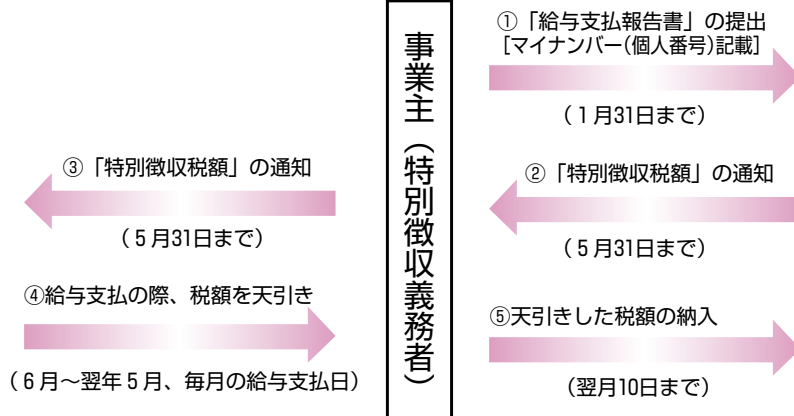 ①「給与支払報告書」の提出
［マイナンバー（個人番号）記載］
（１月31日まで）
②「特別徴収税額」の通知
（５月31日まで）
③「特別徴収税額」の通知
（５月31日まで）
④給与支払の際、税額を天引き
（６月～翌年５月、毎月の給与支払日）
⑤天引きした税額の納入
（翌月10日まで）
事業主（特別徴収義務者）